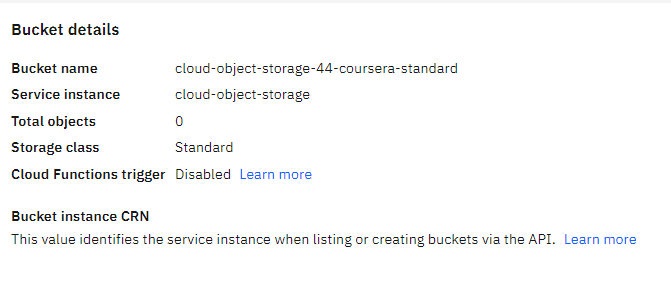 Bucket details
Bucket name cloud-object-storage-44-coursera-standard
Service instance cloud-object-storage
Total objects 0
Storage class Standard
Cloud Functions trigger Disabled Learn more
Bucket instance CRN
This value identifies the service instance when listing or creating buckets via the API. Learn more